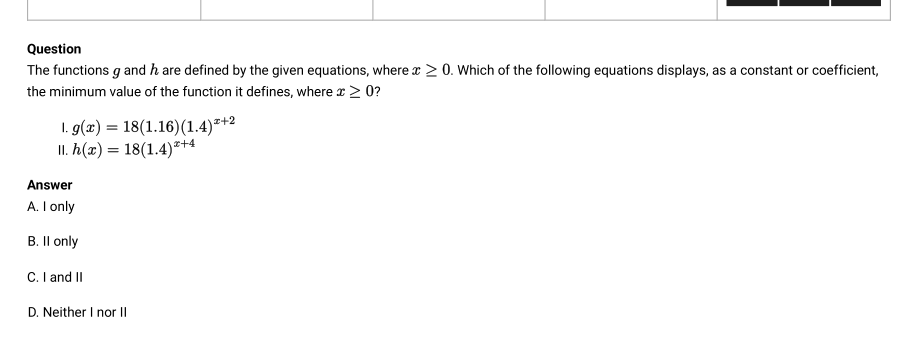 Question
The functions g and h are defined by the given equations, where x ≥ 0. Which of the following equations displays, as a constant or coefficient,
the minimum value of the function it defines, where x ≥ 0?
I. g(x) = 18(1.16)(1.4)^{x+2}
II. h(x) = 18(1.4)^{x+4}
Answer
A. I only
B. II only
C. I and II
D. Neither I nor II